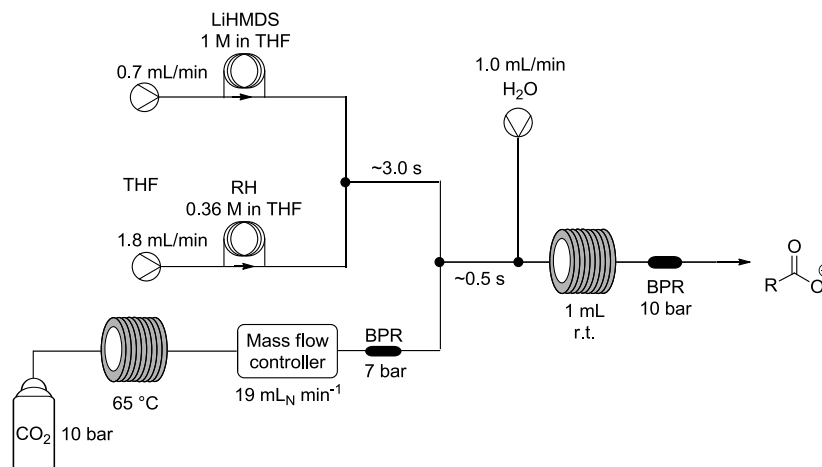 LiHMDS
1 M in THF
0.7 mL/min
1.0 mL/min
H₂O
~3.0 s
THF
RH
0.36 M in THF
1.8 mL/min
~0.5 s
O
R
O
1 mL
r.t.
BPR
10 bar
BPR
7 bar
Mass flow
controller
19 mLN min⁻¹
65 °C
CO₂
10 bar